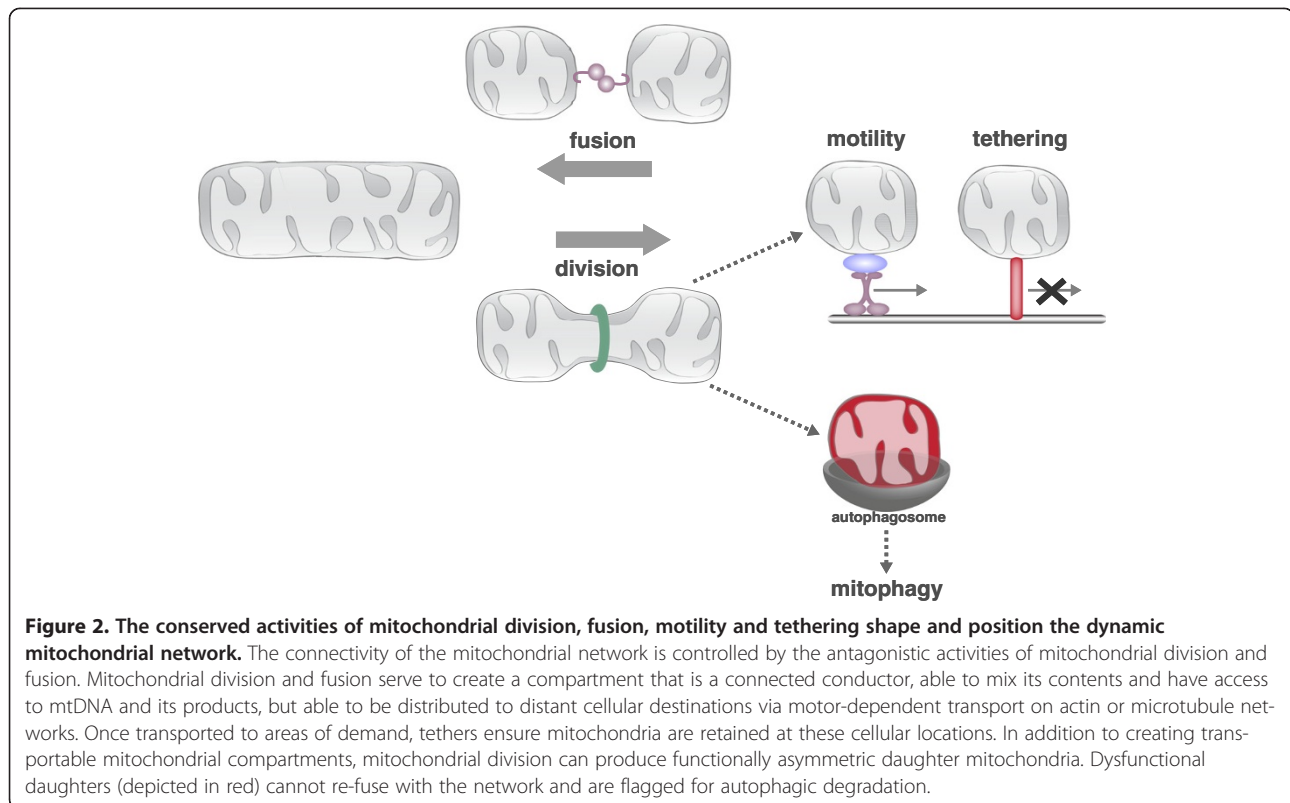 fusion
motility
tethering
division
autophagosome
mitophagy
Figure 2. The conserved activities of mitochondrial division, fusion, motility and tethering shape and position the dynamic
mitochondrial network. The connectivity of the mitochondrial network is controlled by the antagonistic activities of mitochondrial division and
fusion. Mitochondrial division and fusion serve to create a compartment that is a connected conductor, able to mix its contents and have access
to mtDNA and its products, but able to be distributed to distant cellular destinations via motor-dependent transport on actin or microtubule net-
works. Once transported to areas of demand, tethers ensure mitochondria are retained at these cellular locations. In addition to creating trans-
portable mitochondrial compartments, mitochondrial division can produce functionally asymmetric daughter mitochondria. Dysfunctional
daughters (depicted in red) cannot re-fuse with the network and are flagged for autophagic degradation.